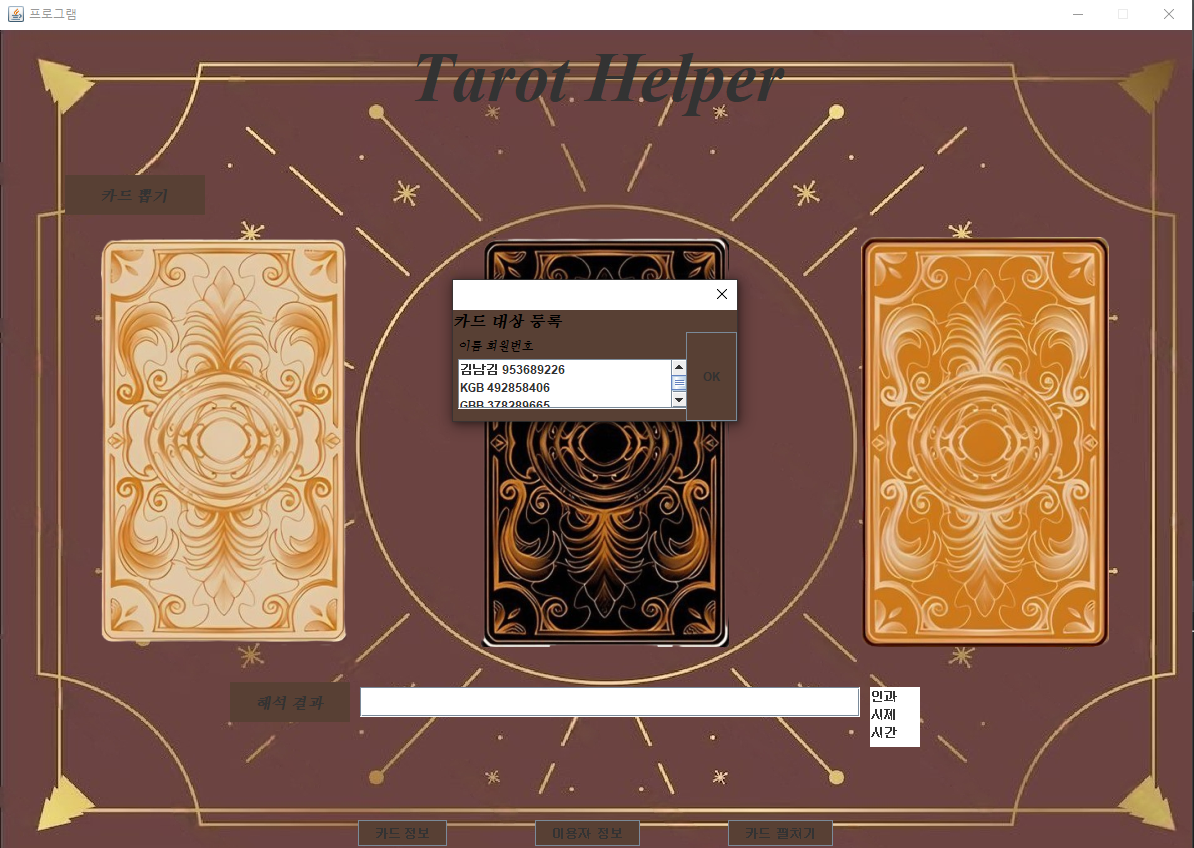 프로그램
Tarot Helper
카드 뽑기
카드 대상 등록
이름 회원번호
김남김 953689226
KGB 492858406
GBB 378289665
OK
해석 결과
인과
시제
시간
카드 정보
이용자 정보
카드 펼치기